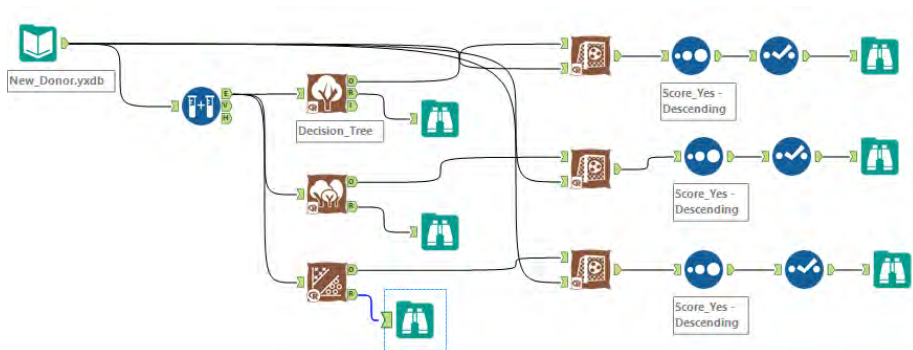 New_Donor.yxdb
E
V
H
O
R
I
Decision_Tree
O
R
O
R
Score_Yes -
Descending
Score_Yes -
Descending
Score_Yes -
Descending